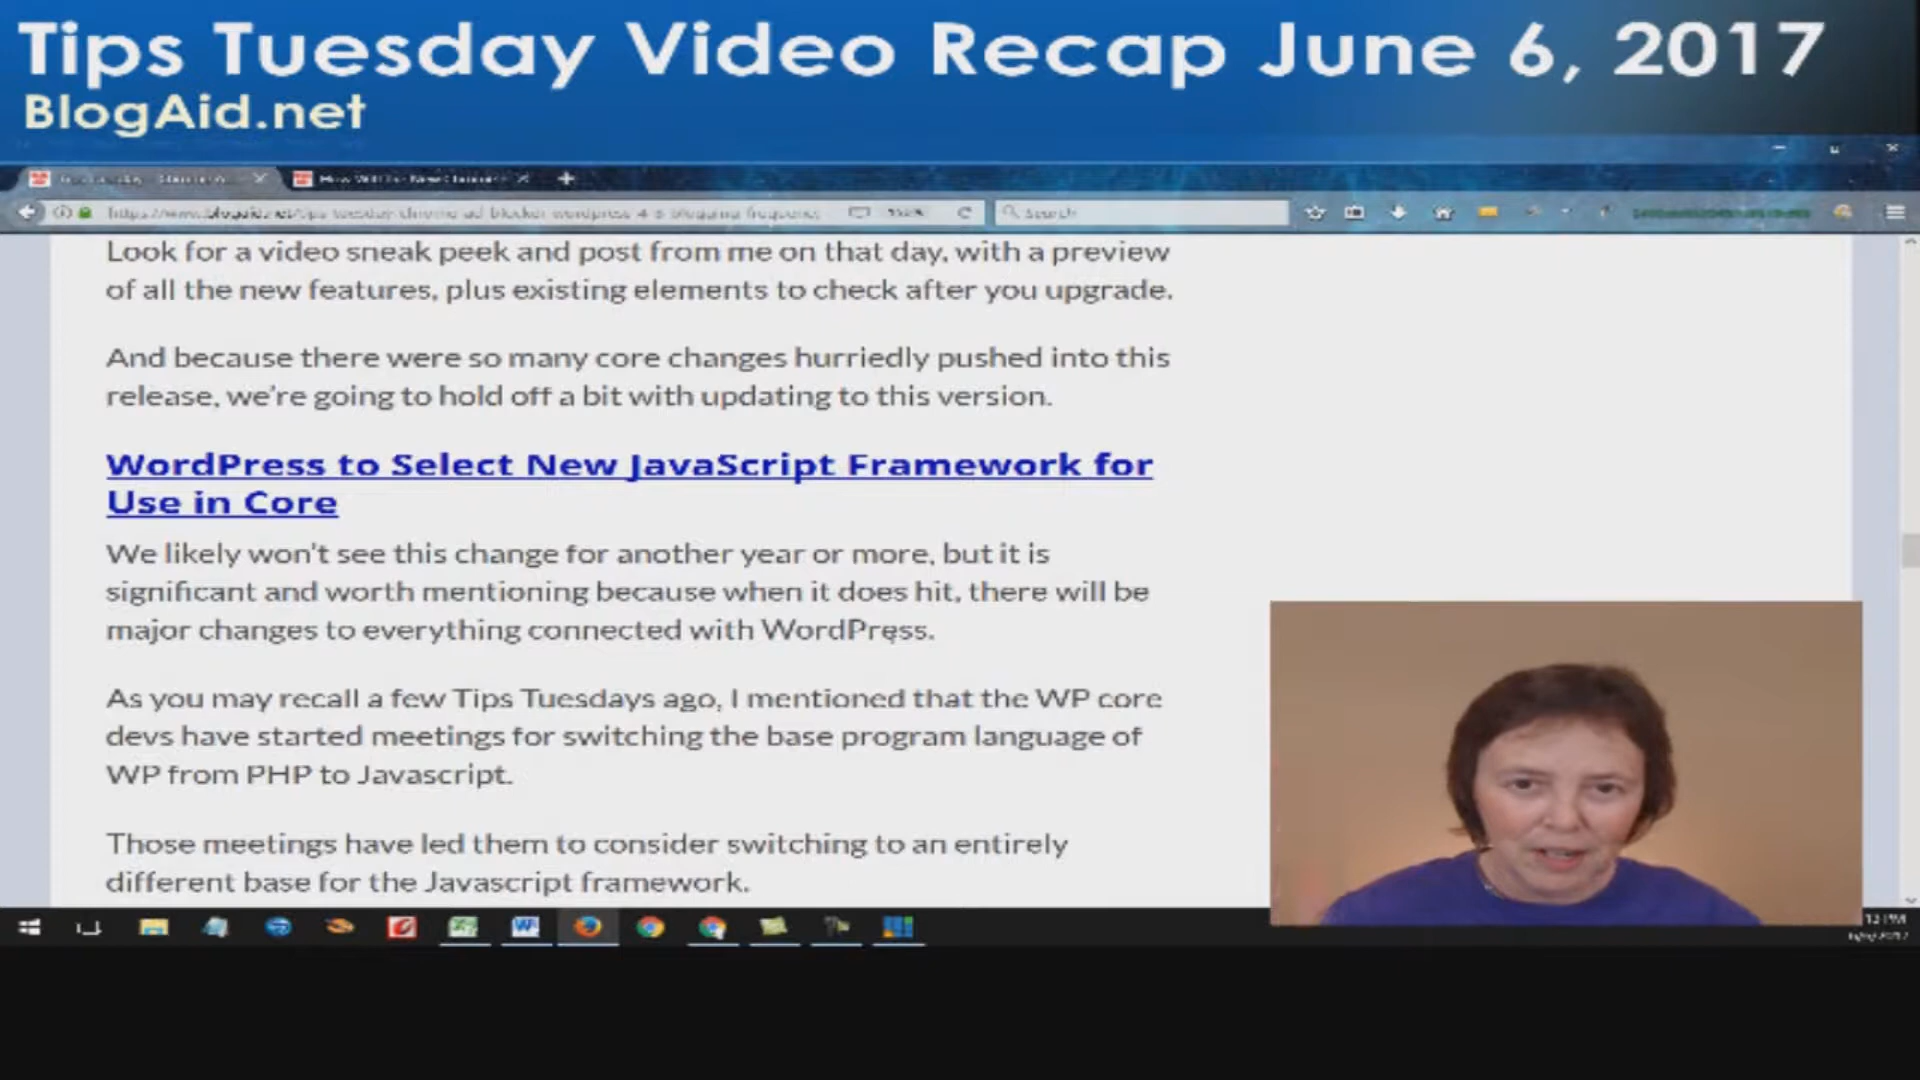 Tips Tuesday Video Recap June 6, 2017
BlogAid.net
Search
Look for a video sneak peek and post from me on that day, with a preview
of all the new features, plus existing elements to check after you upgrade.
And because there were so many core changes hurriedly pushed into this
release, we're going to hold off a bit with updating to this version.
WordPress to Select New JavaScript Framework for
Use in Core
We likely won't see this change for another year or more, but it is
significant and worth mentioning because when it does hit, there will be
major changes to everything connected with WordPress.
As you may recall a few Tips Tuesdays ago, I mentioned that the WP core
devs have started meetings for switching the base program language of
WP from PHP to Javascript.
Those meetings have led them to consider switching to an entirely
different base for the Javascript framework.